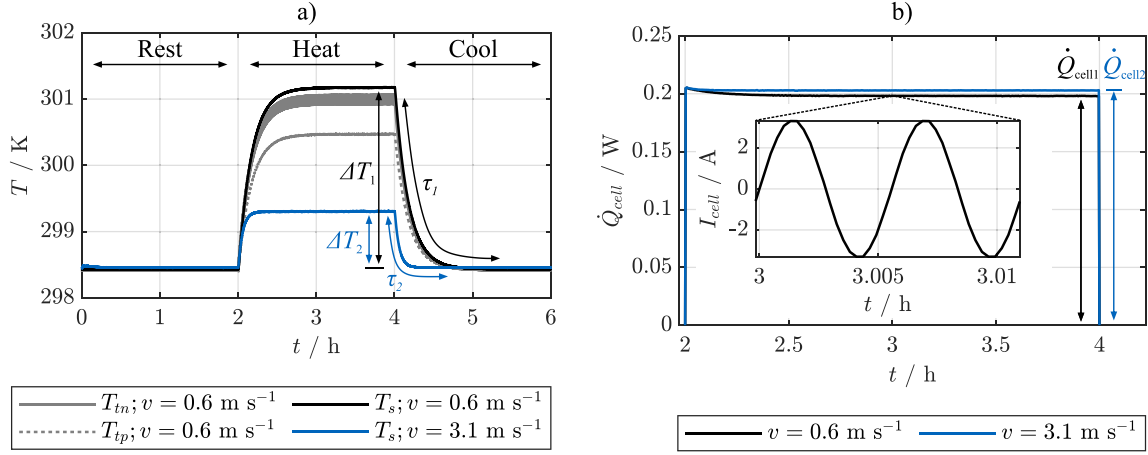 a)
302
301
300
299
298
T / K
Rest
Heat
Cool
ΔT₁
τ₁
ΔT₂
τ₂
0 1 2 3 4 5 6
t / h
Tₜₙ; v = 0.6 m s⁻¹
Tₛ; v = 0.6 m s⁻¹
Tₜₚ; v = 0.6 m s⁻¹
Tₛ; v = 3.1 m s⁻¹
b)
0.25
0.2
0.15
0.1
0.05
0
Q̇cell / W
Q̇cell1
Q̇cell2
I_cell / A
2
0
-2
3 3.005 3.01
t / h
2 2.5 3 3.5 4
t / h
v = 0.6 m s⁻¹
v = 3.1 m s⁻¹